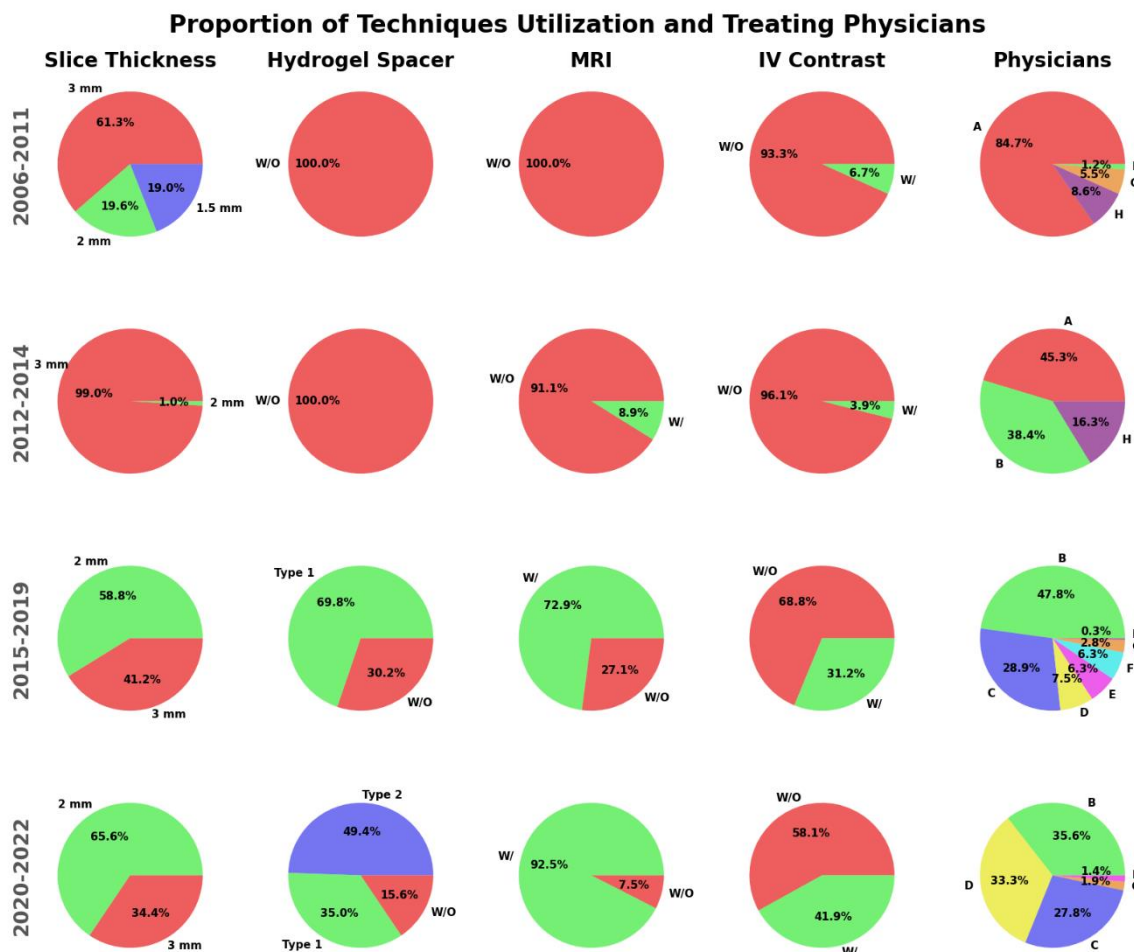 Proportion of Techniques Utilization and Treating Physicians
Slice Thickness Hydrogel Spacer MRI IV Contrast Physicians
2006-2011
3 mm
61.3%
19.6%
2 mm
19.0%
1.5 mm
W/O
100.0%
W/O
100.0%
W/O
93.3%
6.7%
W/
A
84.7%
1.2%
5.5%
8.6%
H
2012-2014
3 mm
99.0%
1.0%
2 mm
W/O
100.0%
W/O
91.1%
8.9%
W/
W/O
96.1%
3.9%
W/
A
45.3%
38.4%
B
16.3%
H
2015-2019
2 mm
58.8%
41.2%
3 mm
Type 1
69.8%
30.2%
W/O
W/
72.9%
27.1%
W/O
W/O
68.8%
31.2%
W/
B
47.8%
0.3%
2.8%
6.3%
F
6.3%
E
7.5%
D
28.9%
C
2020-2022
2 mm
65.6%
34.4%
3 mm
Type 2
49.4%
35.0%
Type 1
15.6%
W/O
W/
92.5%
7.5%
W/O
W/O
58.1%
41.9%
W/
B
35.6%
1.4%
1.9%
D
33.3%
27.8%
C